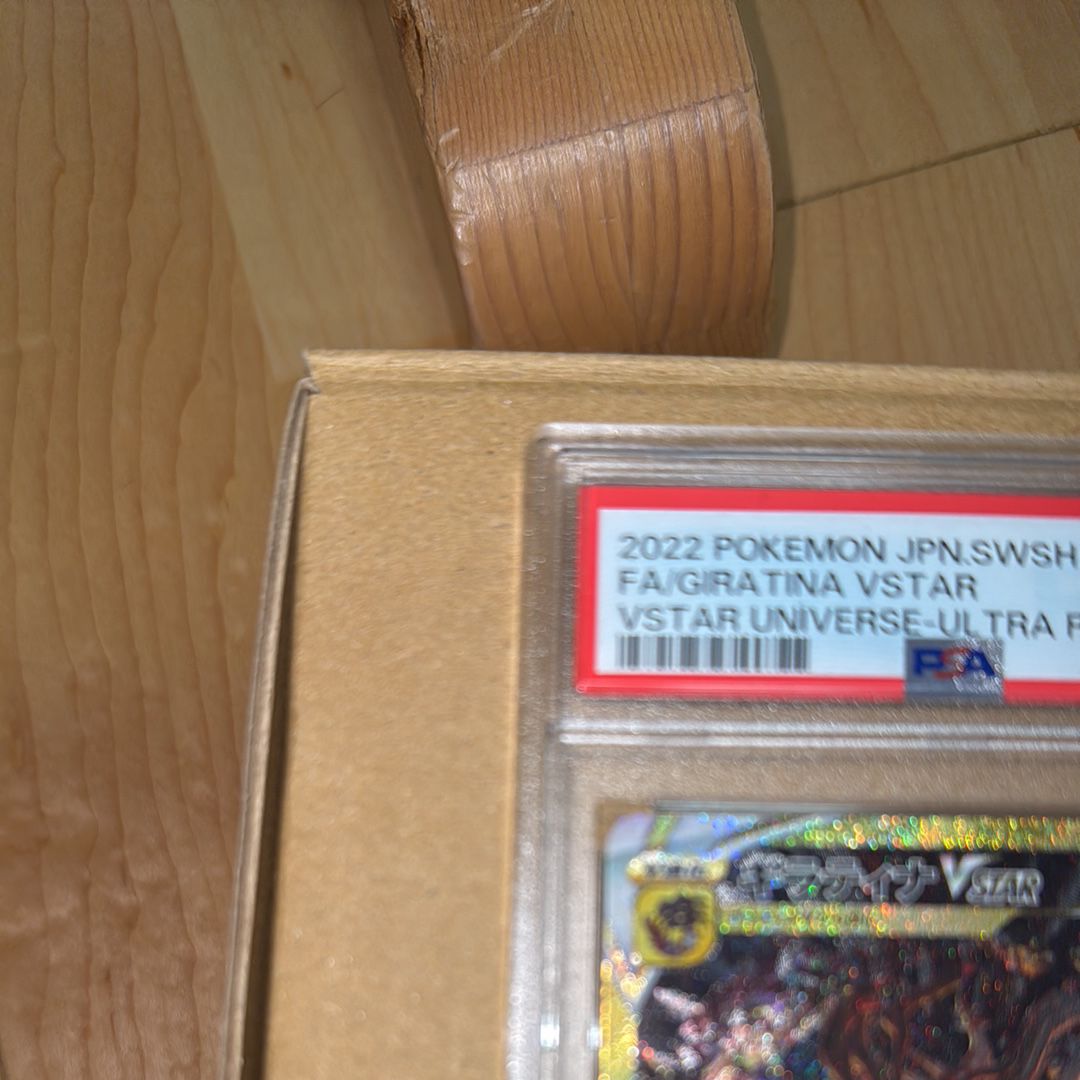 2022 POKEMON JPN.SWSH
FA/GIRATINA VSTAR
VSTAR UNIVERSE-ULTRA
PSA
ギラティナ VSTAR